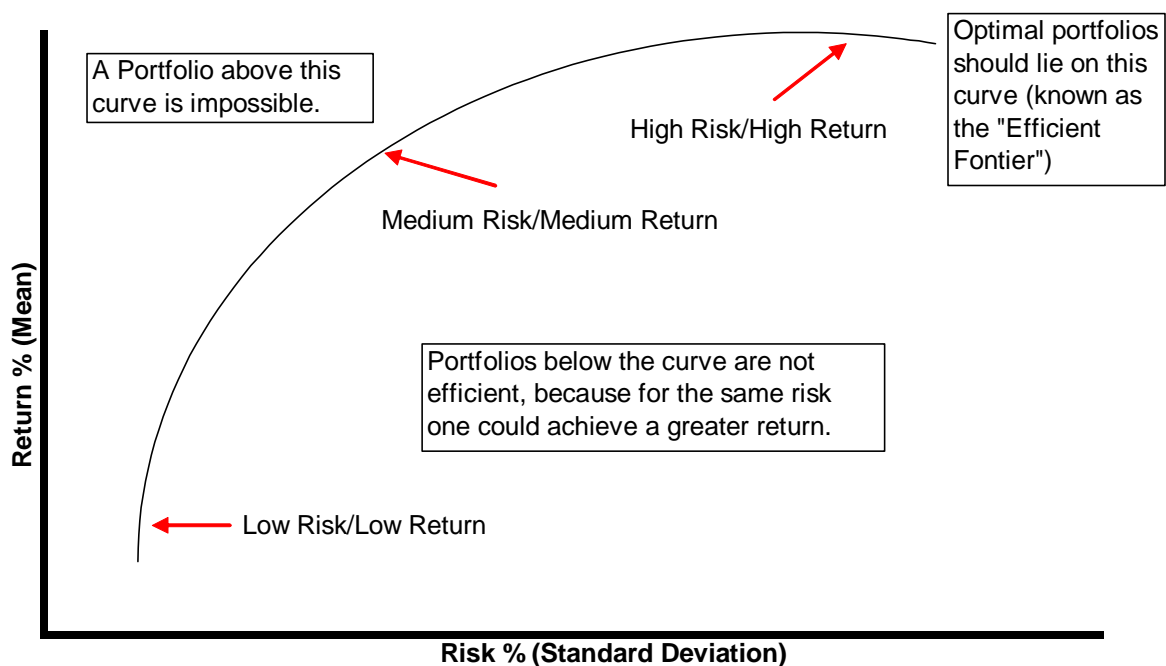 A Portfolio above this
curve is impossible.
Optimal portfolios
should lie on this
curve (known as
the "Efficient
Fontier")
High Risk/High Return
Medium Risk/Medium Return
Portfolios below the curve are not
efficient, because for the same risk
one could achieve a greater return.
Low Risk/Low Return
Return % (Mean)
Risk % (Standard Deviation)